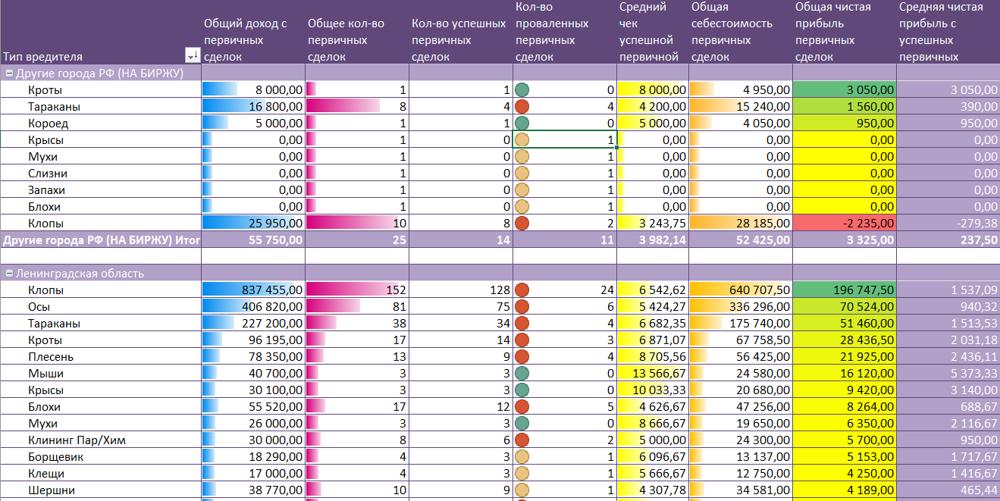 Тип вредителя Общий доход с первичных сделок Общее кол-во первичных сделок Кол-во успешных первичных сделок Кол-во проваленных первичных сделок Средний чек успешной первичной Общая себестоимость первичных сделок Общая чистая прибыль первичных сделок Средняя чистая прибыль с успешных первичных
Другие города РФ (НА БИРЖУ)
Кроты 8 000,00 1 1 0 8 000,00 4 950,00 3 050,00 3 050,00
Тараканы 16 800,00 8 4 4 4 200,00 15 240,00 1 560,00 390,00
Короед 5 000,00 1 1 0 5 000,00 4 050,00 950,00 950,00
Крысы 0,00 1 0 1 0,00 0,00 0,00 0,00
Мухи 0,00 1 0 1 0,00 0,00 0,00 0,00
Слизни 0,00 1 0 1 0,00 0,00 0,00 0,00
Запахи 0,00 1 0 1 0,00 0,00 0,00 0,00
Блохи 0,00 1 0 1 0,00 0,00 0,00 0,00
Клопы 25 950,00 10 8 2 3 243,75 28 185,00 -2 235,00 -279,38
Другие города РФ (НА БИРЖУ) Итог 55 750,00 25 14 11 3 982,14 52 425,00 3 325,00 237,50
Ленинградская область
Клопы 837 455,00 152 128 24 6 542,62 640 707,50 196 747,50 1 537,09
Осы 406 820,00 81 75 6 5 424,27 336 296,00 70 524,00 940,32
Тараканы 227 200,00 38 34 4 6 682,35 175 740,00 51 460,00 1 513,53
Кроты 96 195,00 17 14 3 6 871,07 67 758,50 28 436,50 2 031,18
Плесень 78 350,00 13 9 4 8 705,56 56 425,00 21 925,00 2 436,11
Мыши 40 700,00 3 3 0 13 566,67 24 580,00 16 120,00 5 373,33
Крысы 30 100,00 3 3 0 10 033,33 20 680,00 9 420,00 3 140,00
Блохи 55 520,00 17 12 5 4 626,67 47 256,00 8 264,00 688,67
Мухи 26 000,00 3 3 0 8 666,67 19 650,00 6 350,00 2 116,67
Клининг Пар/Хим 30 000,00 8 6 2 5 000,00 24 300,00 5 700,00 950,00
Борщевик 18 290,00 4 3 1 6 096,67 13 137,00 5 153,00 1 717,67
Клещи 17 000,00 4 3 1 5 666,67 12 750,00 4 250,00 1 416,67
Шершни 38 770,00 10 9 1 4 307,78 34 581,00 4 189,00 465,44